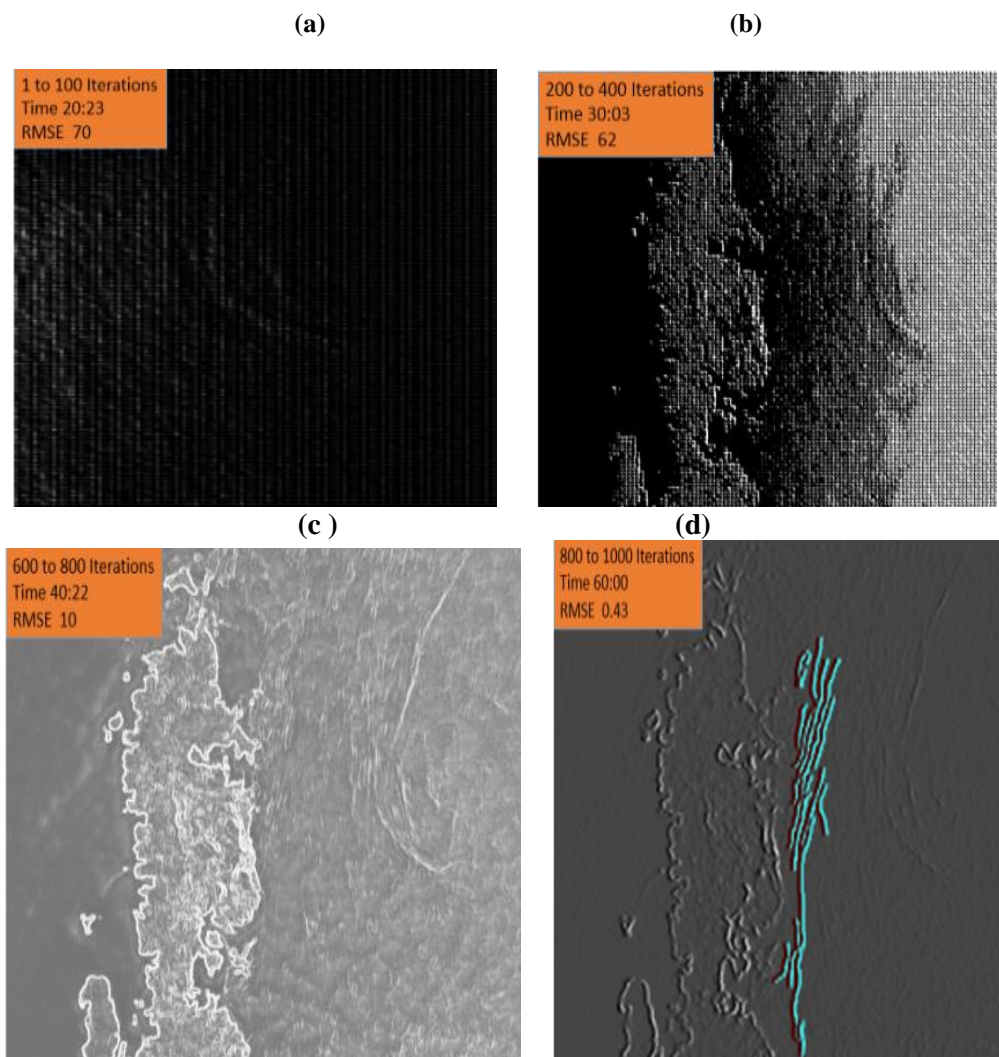 (a)
(b)
1 to 100 Iterations
Time 20:23
RMSE 70
200 to 400 Iterations
Time 30:03
RMSE 62
(c )
(d)
600 to 800 Iterations
Time 40:22
RMSE 10
800 to 1000 Iterations
Time 60:00
RMSE 0.43